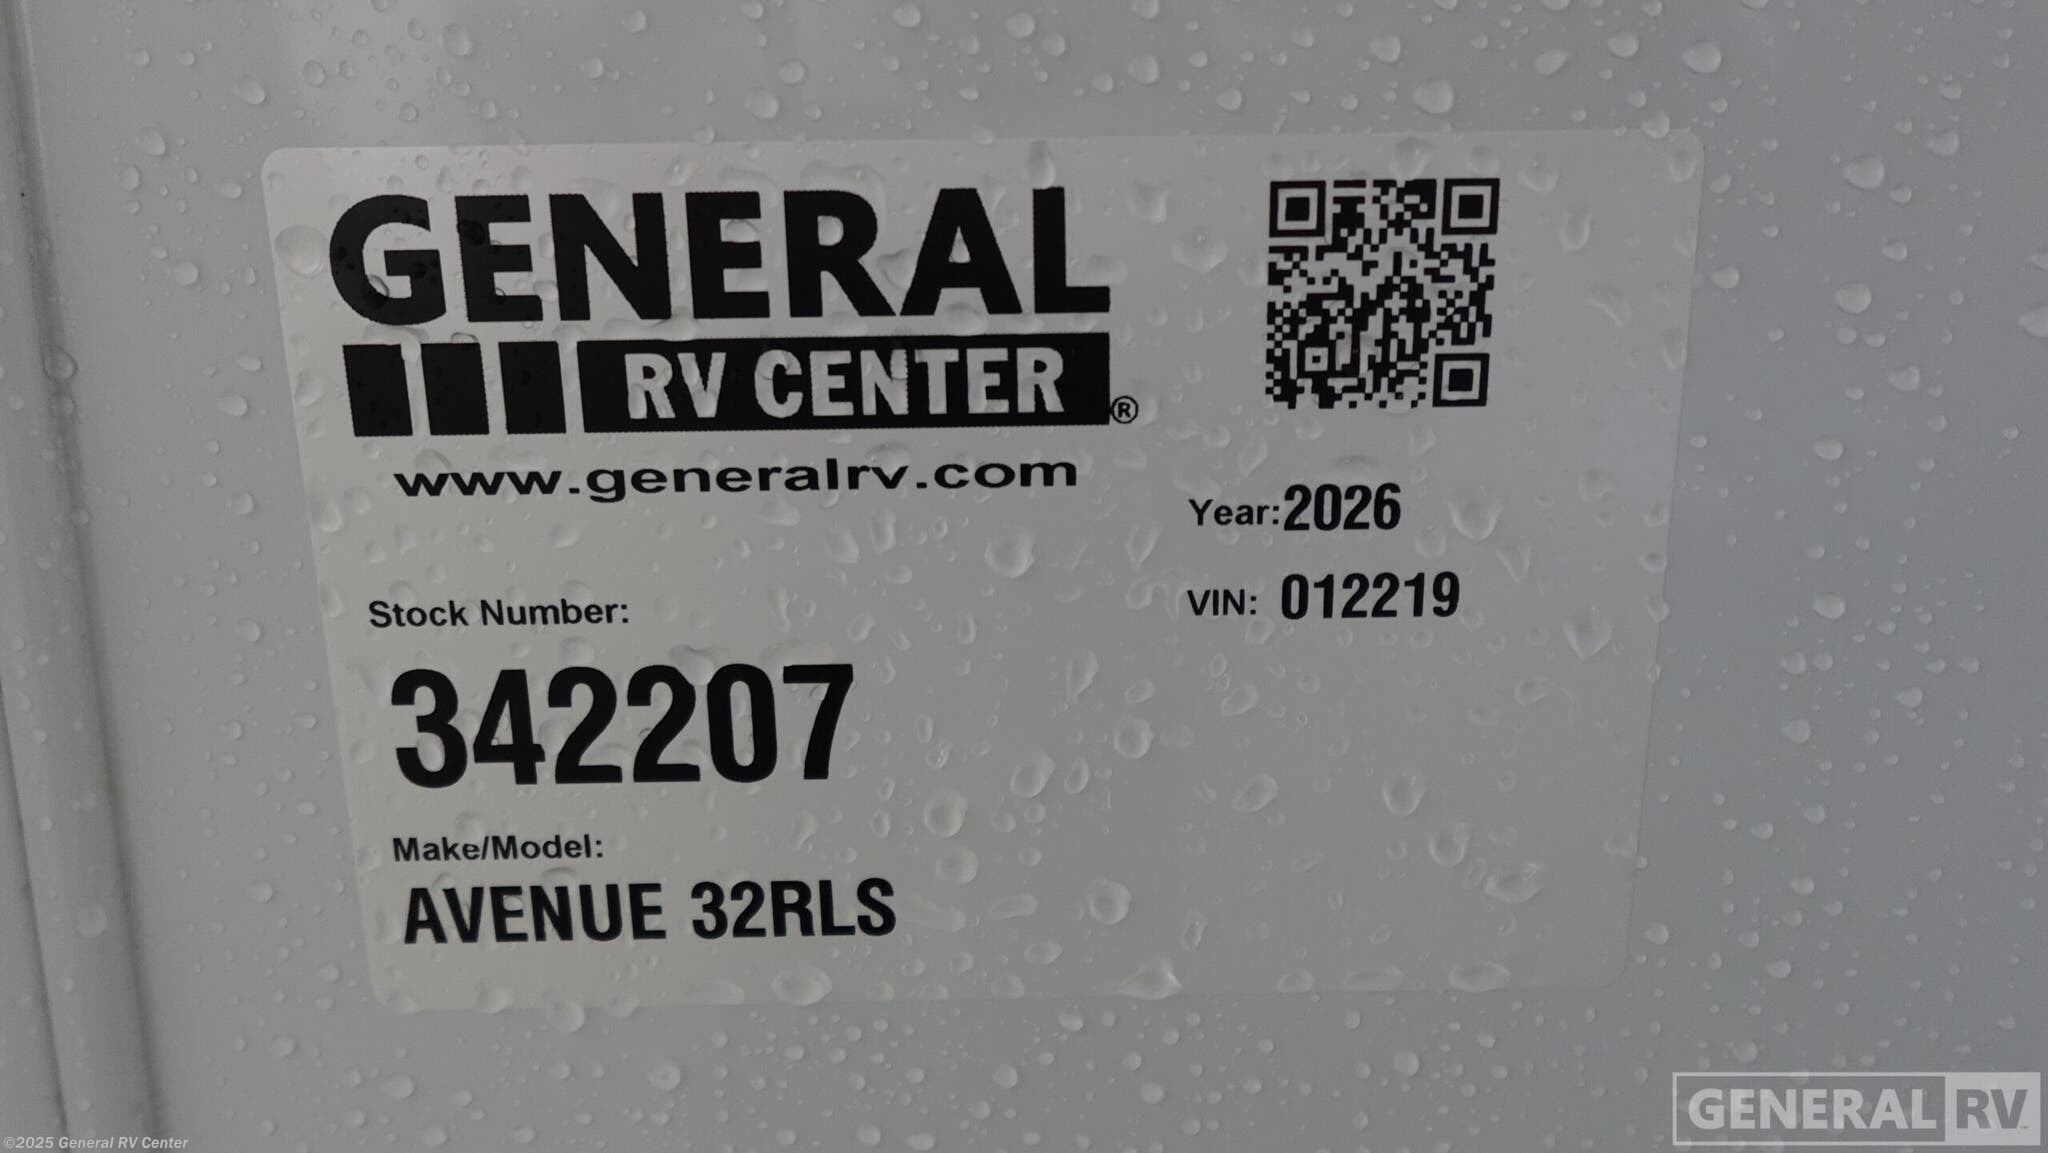 GENERAL
RV CENTER®
www.generalrv.com
Year: 2026
VIN: 012219
Stock Number:
342207
Make/Model:
AVENUE 32RLS
©2025 General RV Center
GENERAL RV™